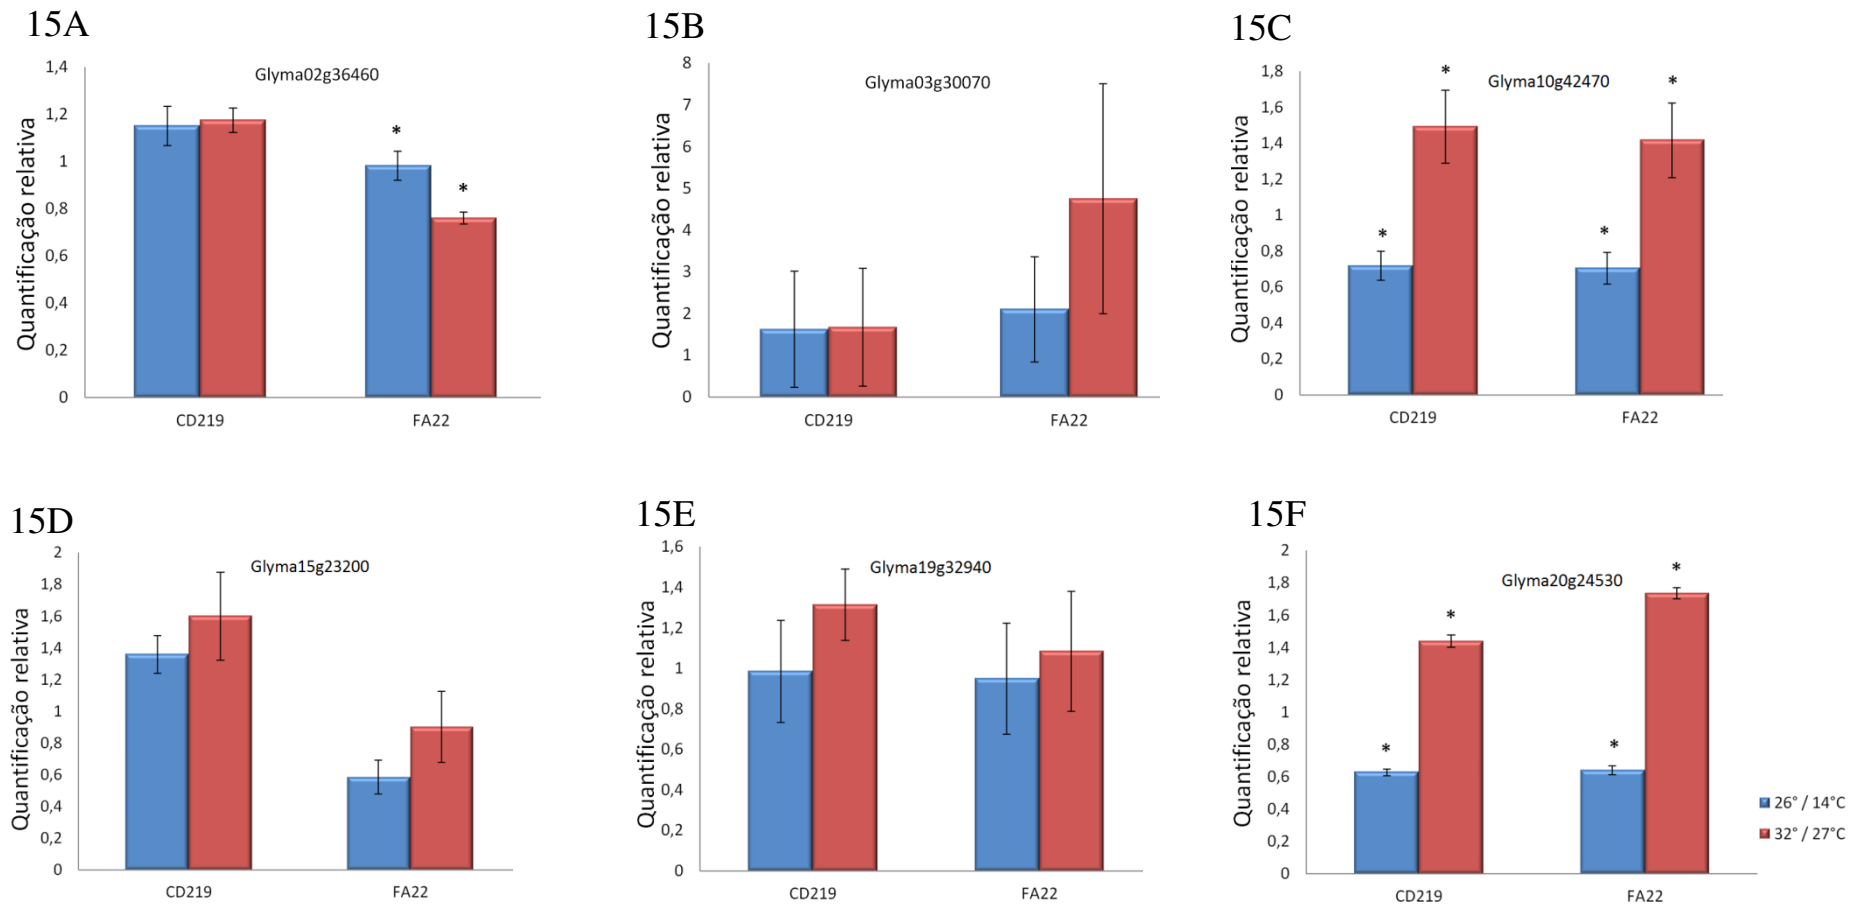 15A
Glyma02g36460
Quantificação relativa
1,4
1,2
1
0,8
0,6
0,4
0,2
0
*
*
CD219
FA22
15B
Glyma03g30070
Quantificação relativa
8
7
6
5
4
3
2
1
0
CD219
FA22
15C
Glyma10g42470
Quantificação relativa
1,8
1,6
1,4
1,2
1
0,8
0,6
0,4
0,2
0
*
*
*
*
CD219
FA22
15D
Glyma15g23200
Quantificação relativa
2
1,8
1,6
1,4
1,2
1
0,8
0,6
0,4
0,2
0
CD219
FA22
15E
Glyma19g32940
Quantificação relativa
1,6
1,4
1,2
1
0,8
0,6
0,4
0,2
0
CD219
FA22
15F
Glyma20g24530
Quantificação relativa
2
1,8
1,6
1,4
1,2
1
0,8
0,6
0,4
0,2
0
*
*
*
*
CD219
FA22
26° / 14°C
32° / 27°C